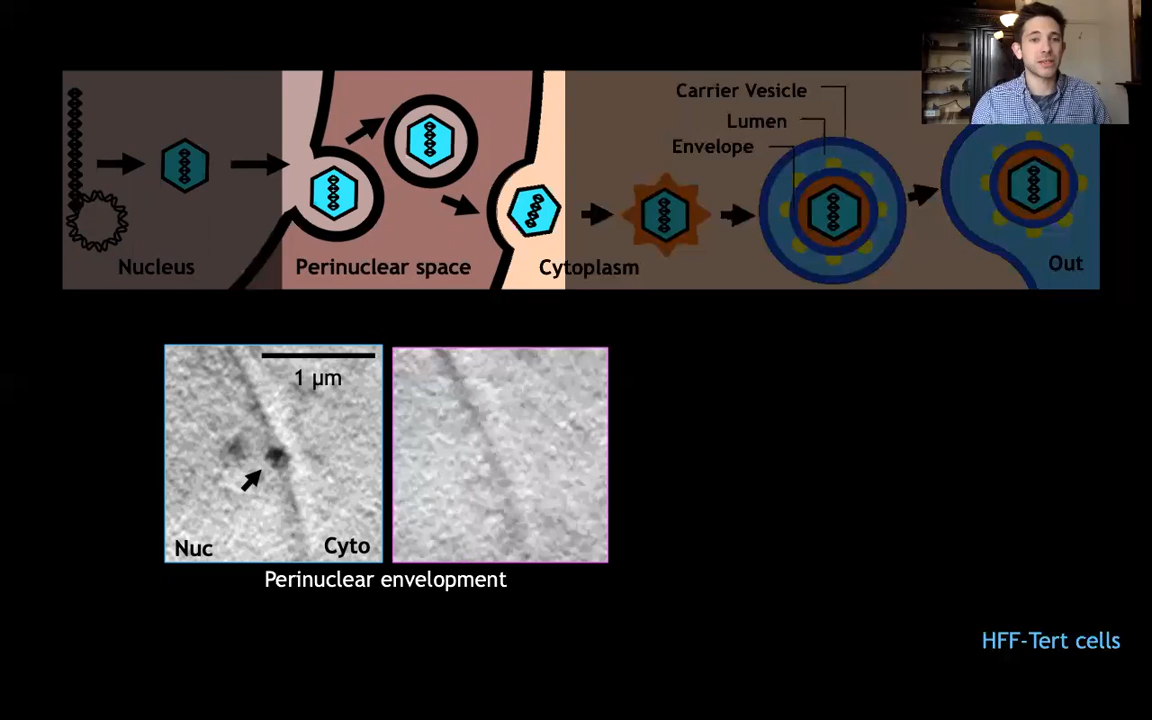 Carrier Vesicle
Lumen
Envelope
Nucleus
Perinuclear space
Cytoplasm
Out
1 µm
Nuc
Cyto
Perinuclear envelopment
HFF-Tert cells